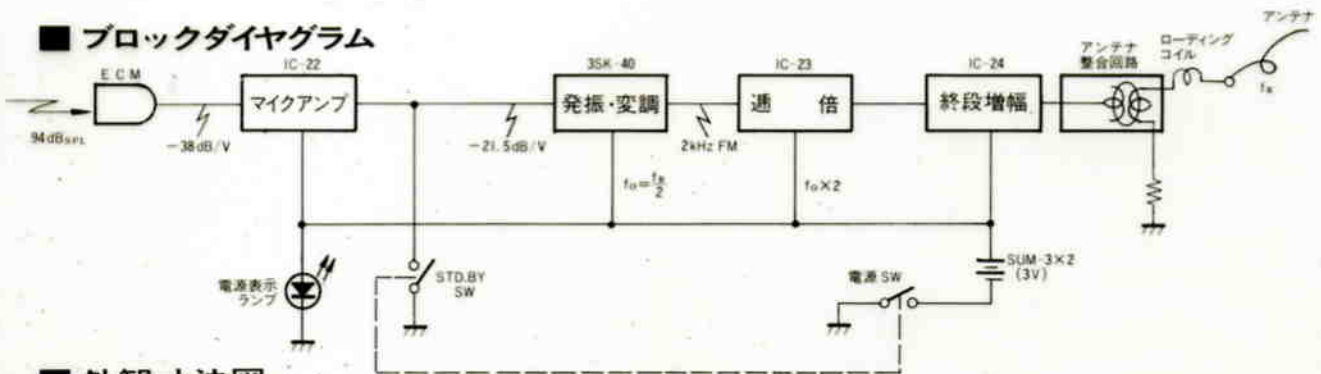 ■ ブロックダイヤグラム
アンテナ
ローディング
コイル
アンテナ
整合回路
ECM
IC-22
3SK-40
IC-23
IC-24
マイクアンプ
発振・変調
逓倍
終段増幅
fR
94dBSPL
-38dB/V
-21.5dB/V
2kHz FM
fo=fR/2
fo×2
電源表示
ランプ
STD.BY
SW
電源 SW
SUM-3×2
(3V)